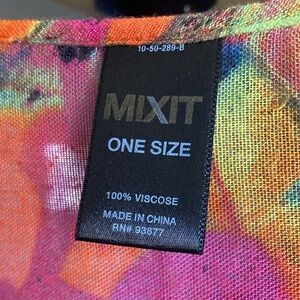 10-50-289-B
MIXIT
ONE SIZE
100% VISCOSE
MADE IN CHINA
RN# 93677